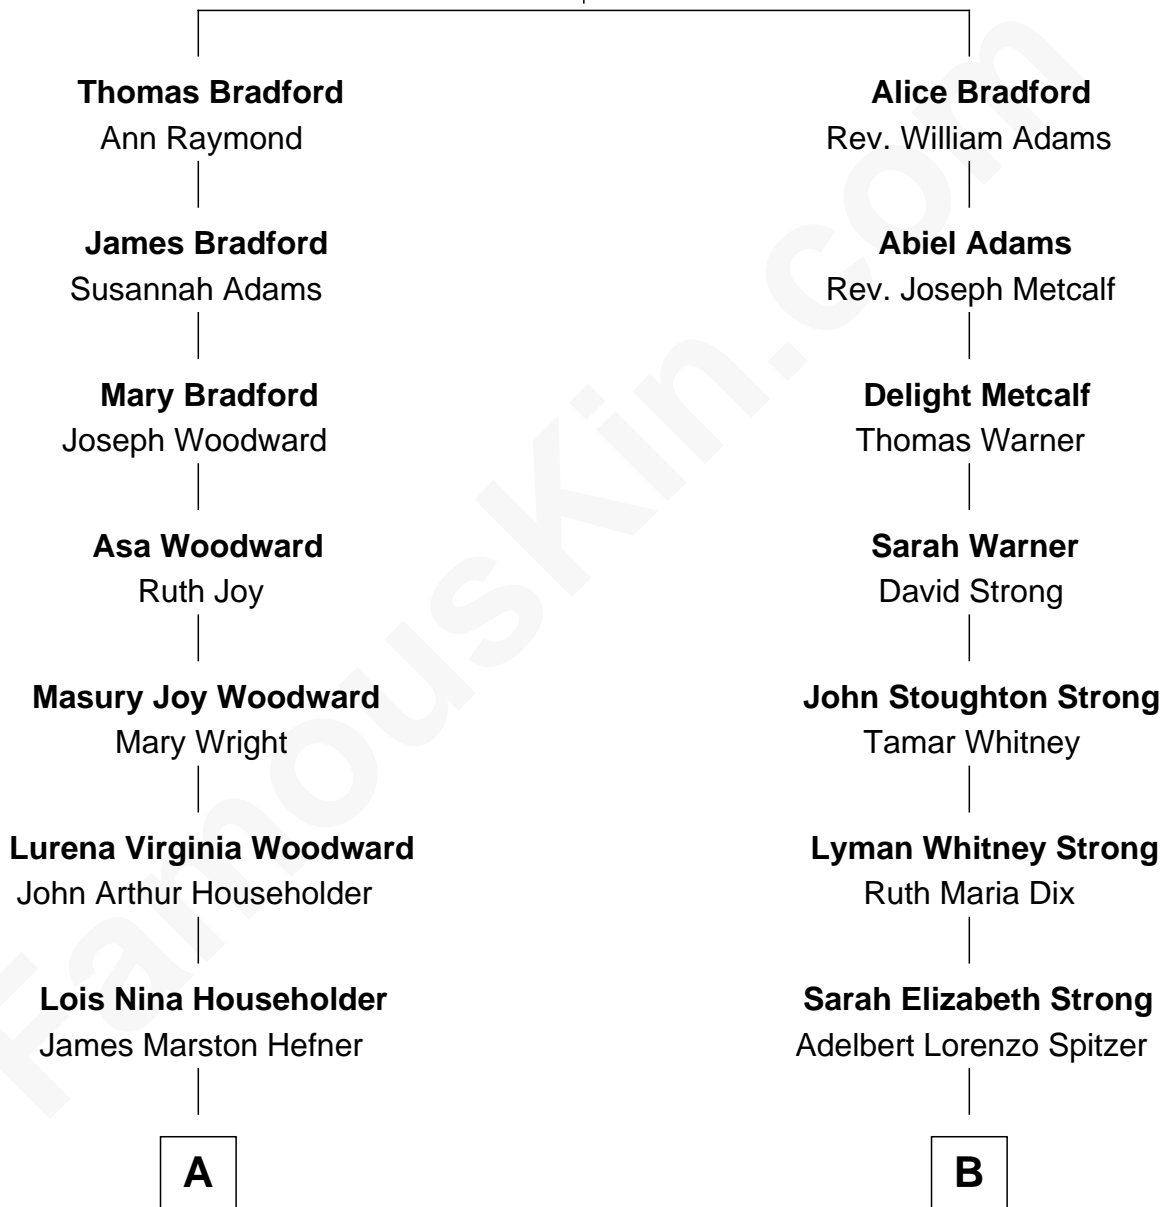 Thomas Bradford
Ann Raymond
James Bradford
Susannah Adams
Mary Bradford
Joseph Woodward
Asa Woodward
Ruth Joy
Masury Joy Woodward
Mary Wright
Lurena Virginia Woodward
John Arthur Householder
Lois Nina Householder
James Marston Hefner
A
Alice Bradford
Rev. William Adams
Abiel Adams
Rev. Joseph Metcalf
Delight Metcalf
Thomas Warner
Sarah Warner
David Strong
John Stoughton Strong
Tamar Whitney
Lyman Whitney Strong
Ruth Maria Dix
Sarah Elizabeth Strong
Adelbert Lorenzo Spitzer
B
FamousKin.com